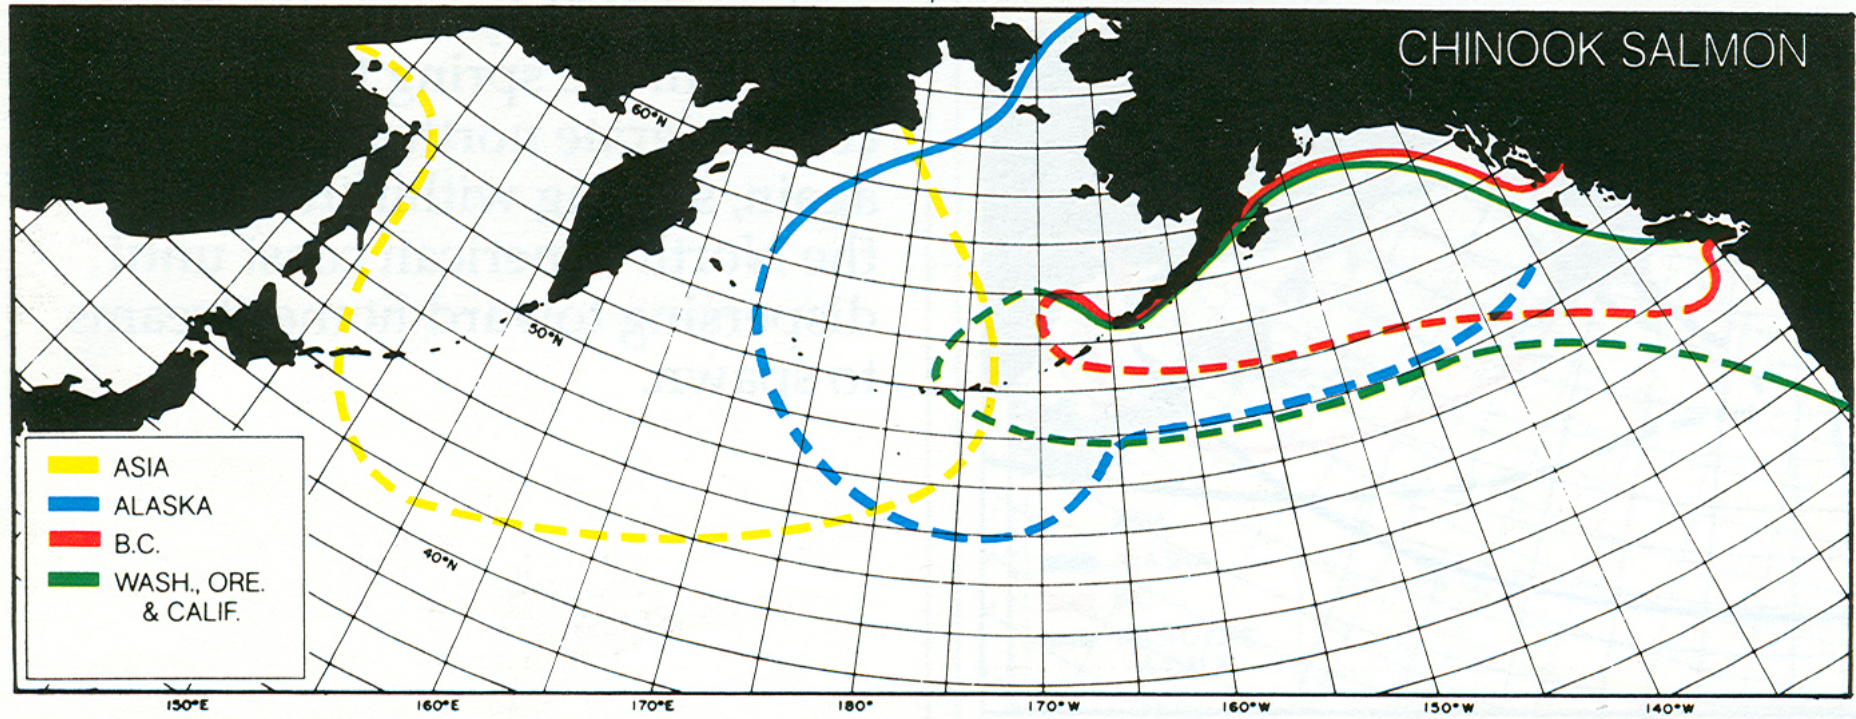 CHINOOK SALMON
60°N
50°N
40°N
ASIA
ALASKA
B.C.
WASH., ORE.
& CALIF.
150°E
160°E
170°E
180°
170°W
160°W
150°W
140°W